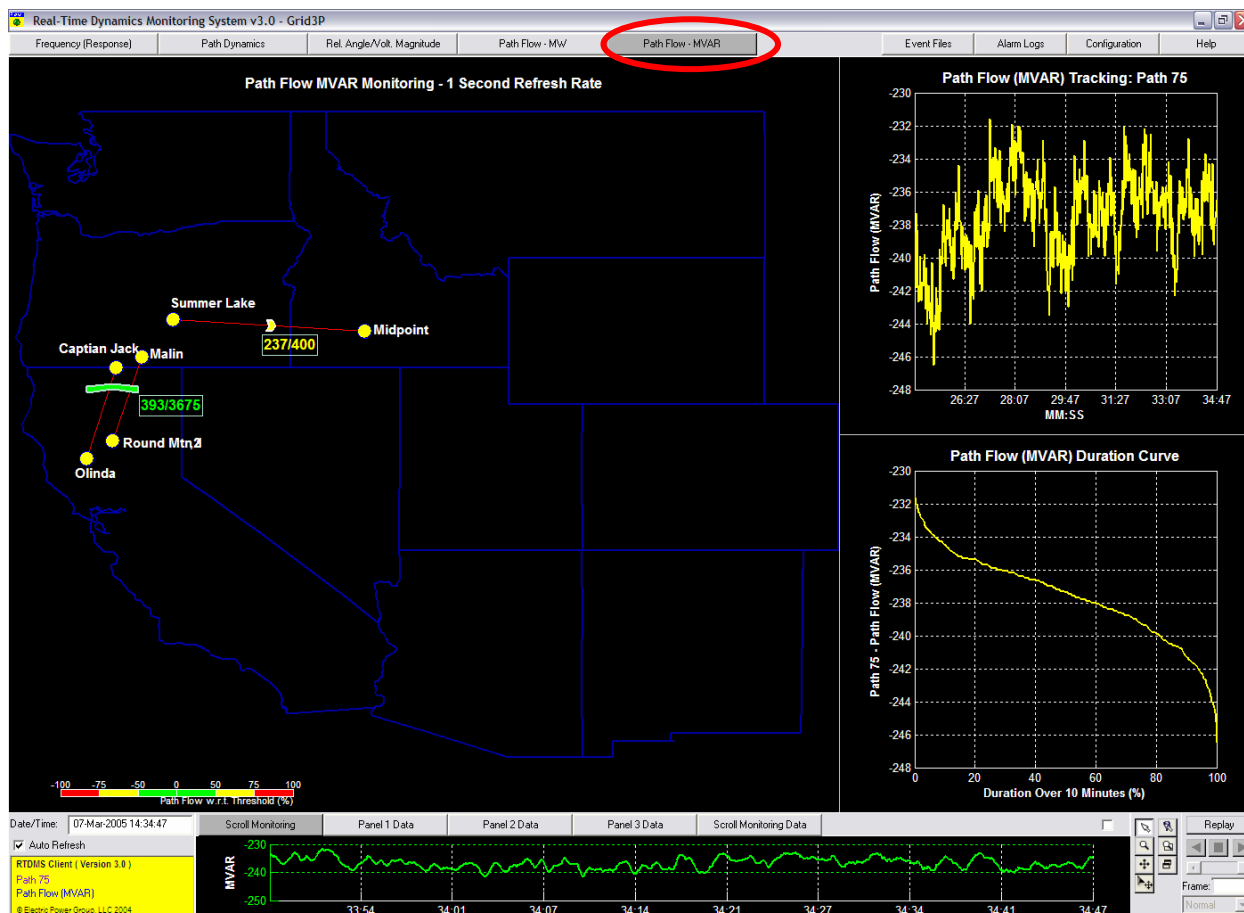 Real-Time Dynamics Monitoring System v3.0 - Grid3P
Frequency (Response) Path Dynamics Rel. Angle/Volt. Magnitude Path Flow - MW Path Flow - MVAR Event Files Alarm Logs Configuration Help
Path Flow MVAR Monitoring - 1 Second Refresh Rate
Summer Lake
Midpoint
237/400
Captian Jack
Malin
393/3675
Round Mtn,2
Olinda
-100 -75 -50 0 50 75 100
Path Flow w.r.t. Threshold (%)
Path Flow (MVAR) Tracking: Path 75
Path Flow (MVAR)
-230
-232
-234
-236
-238
-240
-242
-244
-246
-248
26:27 28:07 29:47 31:27 33:07 34:47
MM:SS
Path Flow (MVAR) Duration Curve
Path 75 - Path Flow (MVAR)
-230
-232
-234
-236
-238
-240
-242
-244
-246
-248
0 20 40 60 80 100
Duration Over 10 Minutes (%)
Date/Time: 07-Mar-2005 14:34:47
Auto Refresh
RTDMS Client ( Version 3.0 )
Path 75
Path Flow (MVAR)
© Electric Power Group, LLC 2004
Scroll Monitoring Panel 1 Data Panel 2 Data Panel 3 Data Scroll Monitoring Data
MVAR
-230
-240
-250
33:54 34:01 34:07 34:14 34:21 34:27 34:34 34:41 34:47
Replay
Frame:
Normal